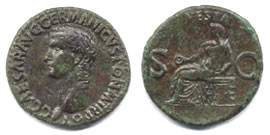 C CAESAR AVG GERMANICVS PON M TR POT
VESTA
S C